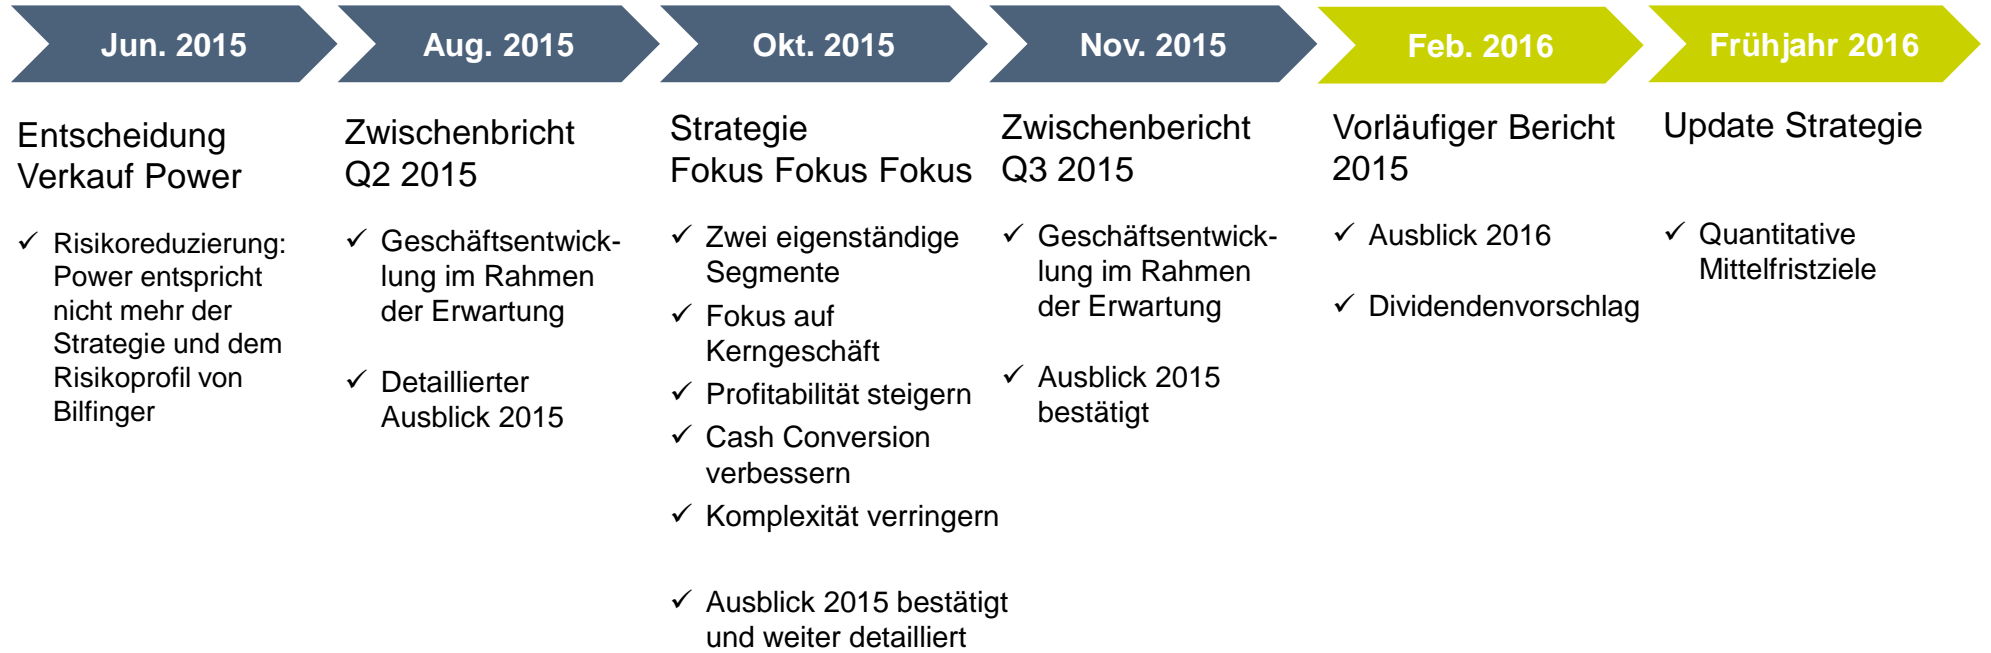 Jun. 2015
Aug. 2015
Okt. 2015
Nov. 2015
Feb. 2016
Frühjahr 2016
Entscheidung
Verkauf Power
✓ Risikoreduzierung:
Power entspricht
nicht mehr der
Strategie und dem
Risikoprofil von
Bilfinger
Zwischenbricht
Q2 2015
✓ Geschäftsentwick-
lung im Rahmen
der Erwartung
✓ Detaillierter
Ausblick 2015
Strategie
Fokus Fokus Fokus
✓ Zwei eigenständige
Segmente
✓ Fokus auf
Kerngeschäft
✓ Profitabilität steigern
✓ Cash Conversion
verbessern
✓ Komplexität verringern
✓ Ausblick 2015 bestätigt
und weiter detailliert
Zwischenbericht
Q3 2015
✓ Geschäftsentwick-
lung im Rahmen
der Erwartung
✓ Ausblick 2015
bestätigt
Vorläufiger Bericht
2015
✓ Ausblick 2016
✓ Dividendenvorschlag
Update Strategie
✓ Quantitative
Mittelfristziele